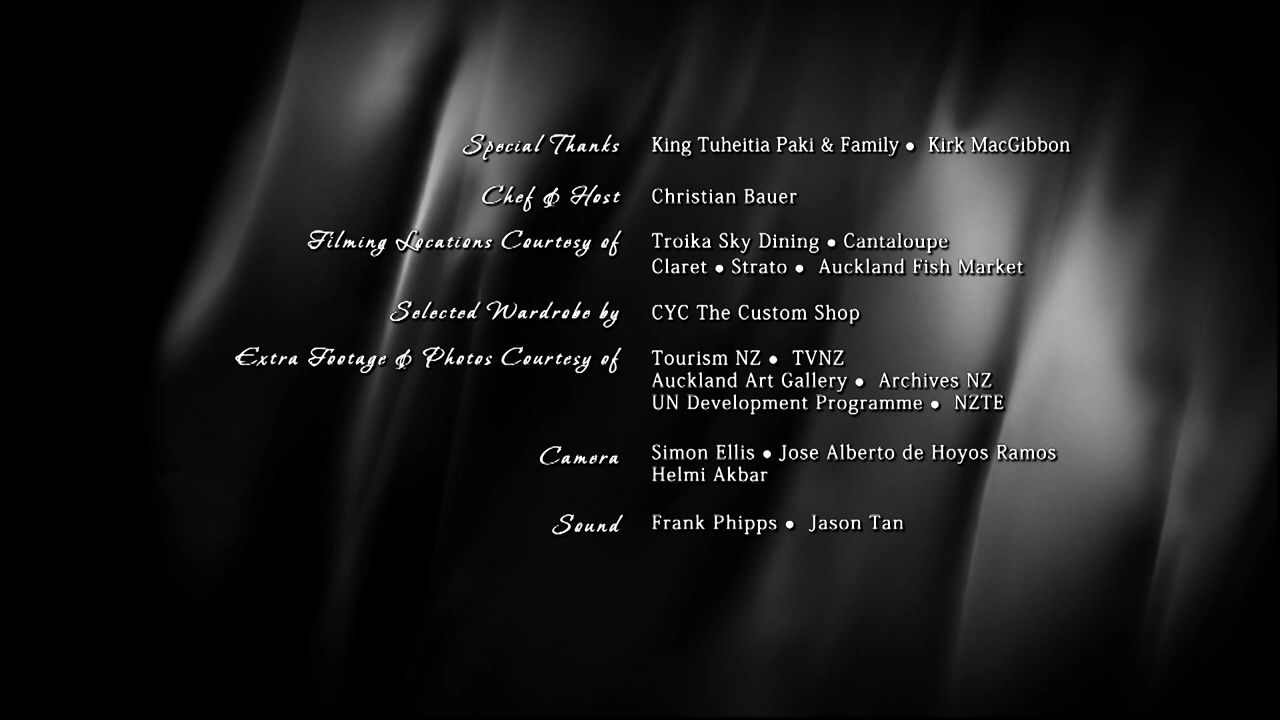 Special Thanks King Tuheitia Paki & Family • Kirk MacGibbon
Chef & Host Christian Bauer
Filming Locations Courtesy of Troika Sky Dining • Cantaloupe
Claret • Strato • Auckland Fish Market
Selected Wardrobe by CYC The Custom Shop
Extra Footage & Photos Courtesy of Tourism NZ • TVNZ
Auckland Art Gallery • Archives NZ
UN Development Programme • NZTE
Camera Simon Ellis • Jose Alberto de Hoyos Ramos
Helmi Akbar
Sound Frank Phipps • Jason Tan